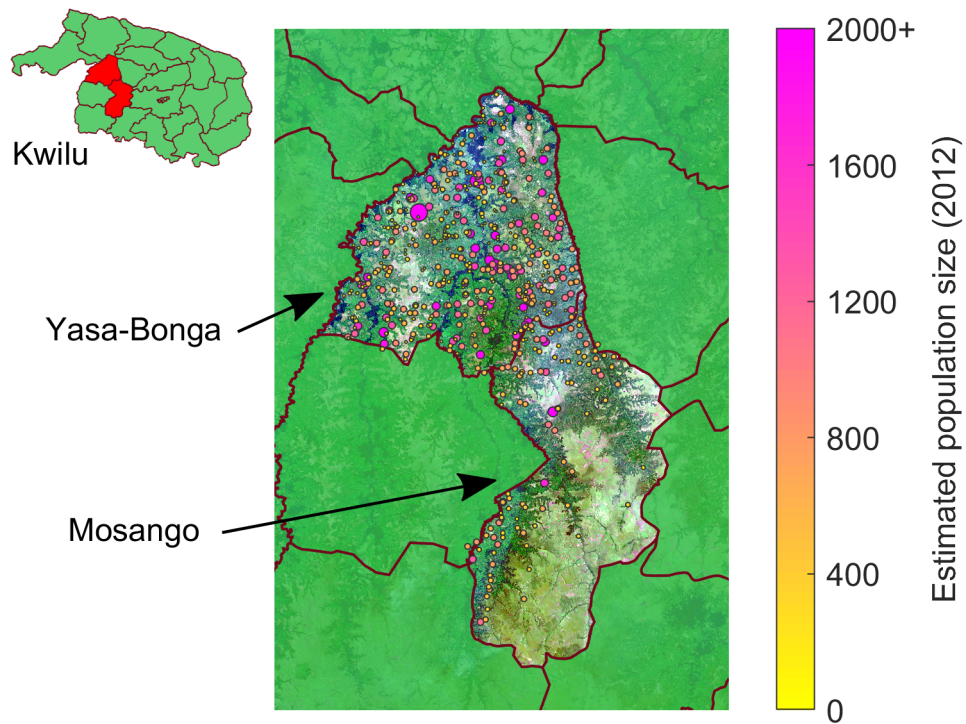 Kwilu
Yasa-Bonga
Mosango
2000+
1600
1200
800
400
0
Estimated population size (2012)